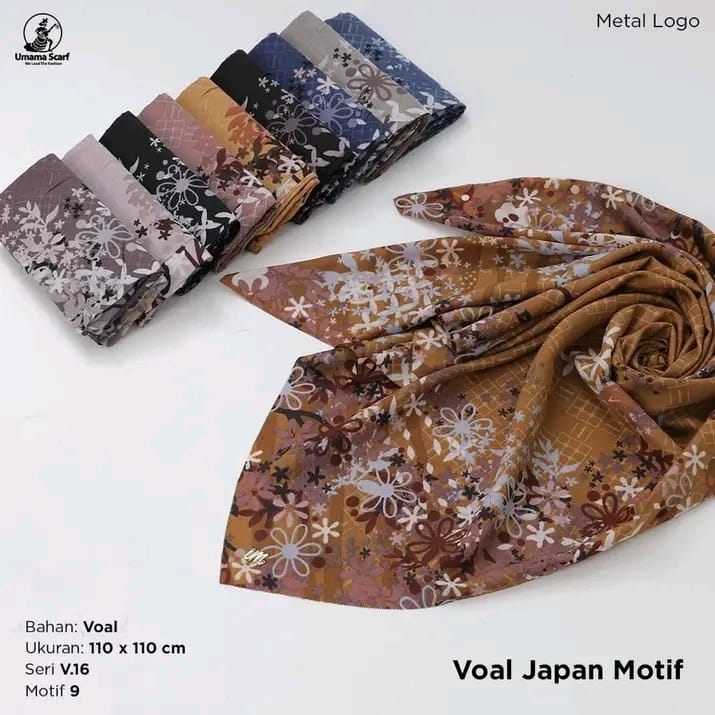 Umama Scarf
We Lead The Fashion
Metal Logo
um
Bahan: Voal
Ukuran: 110 x 110 cm
Seri V.16
Motif 9
Voal Japan Motif